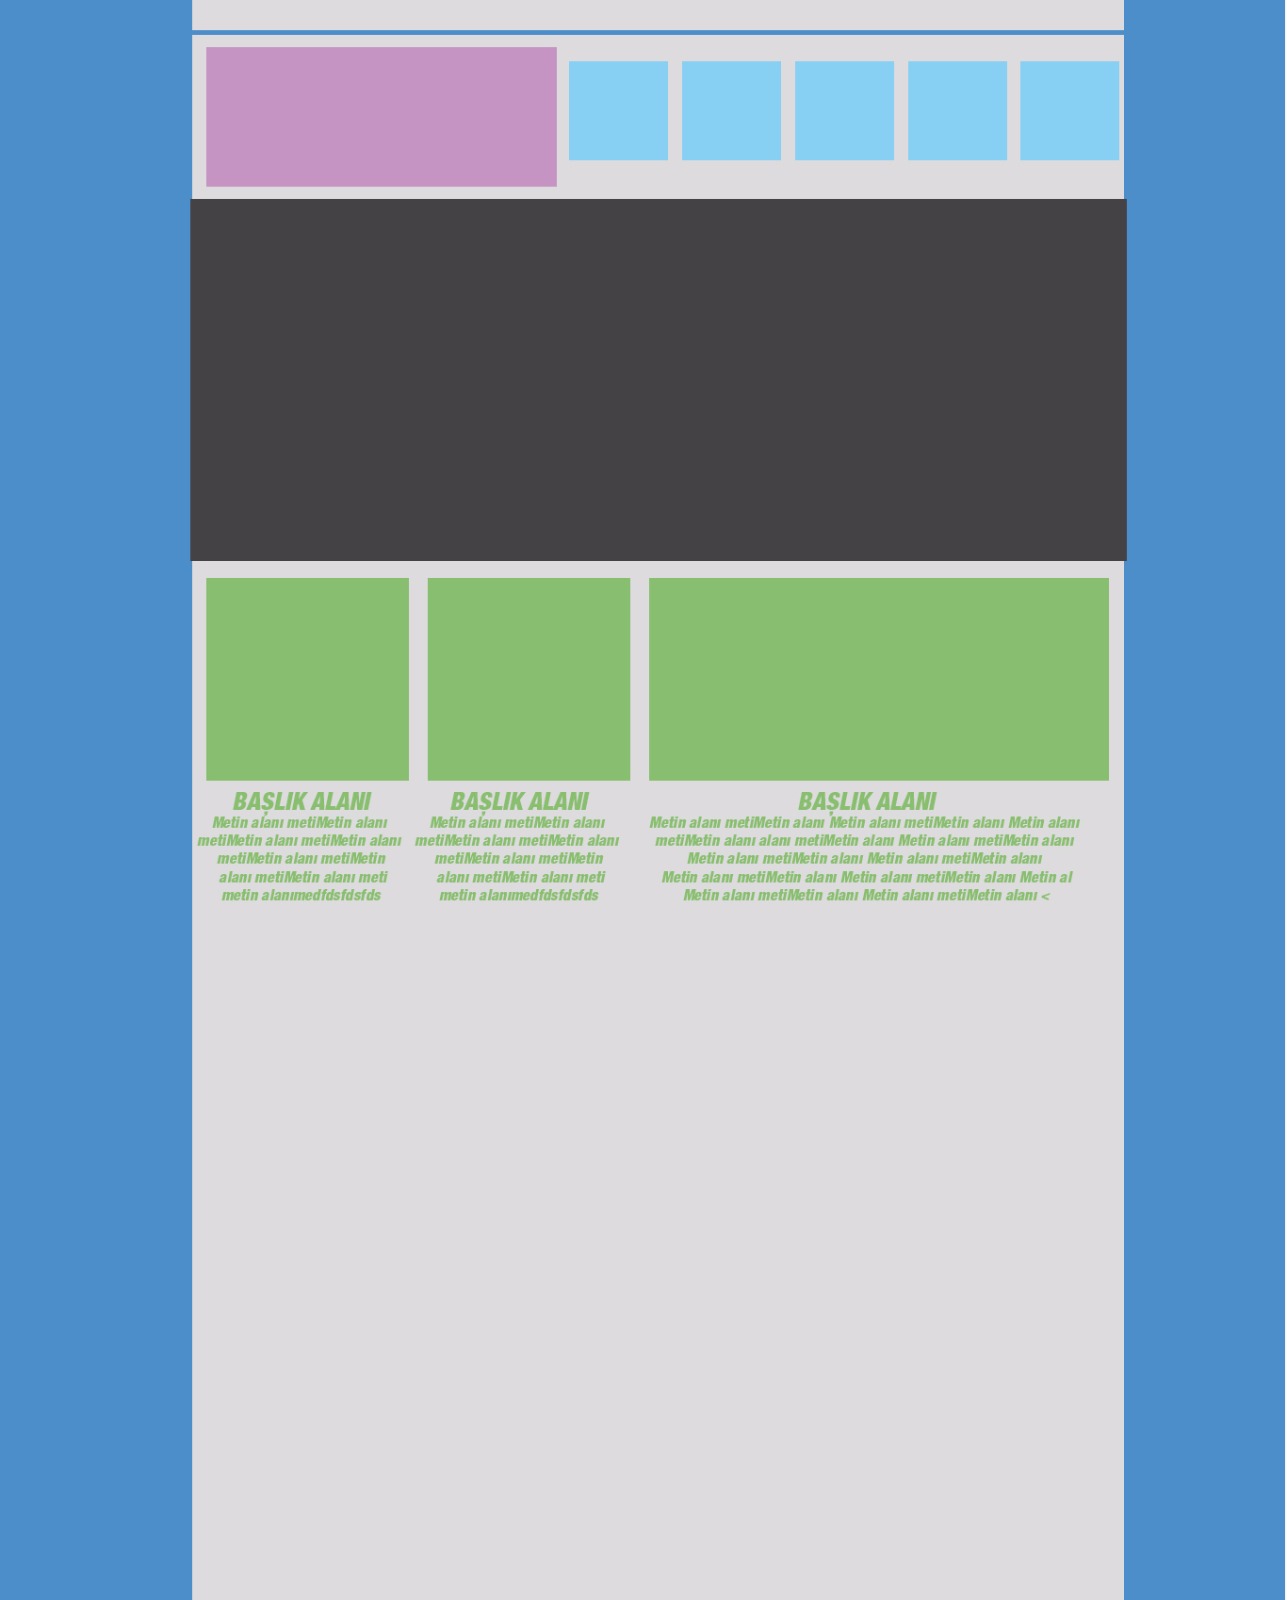 BAŞLIK ALANI
Metin alanı metiMetin alanı
metiMetin alanı metiMetin alanı
metiMetin alanı metiMetin
alanı metiMetin alanı meti
metin alanımedfdsfdsfds
BAŞLIK ALANI
Metin alanı metiMetin alanı
metiMetin alanı metiMetin alanı
metiMetin alanı metiMetin
alanı metiMetin alanı meti
metin alanımedfdsfdsfds
BAŞLIK ALANI
Metin alanı metiMetin alanı Metin alanı metiMetin alanı Metin alanı
metiMetin alanı alanı metiMetin alanı Metin alanı metiMetin alanı
Metin alanı metiMetin alanı Metin alanı metiMetin alanı
Metin alanı metiMetin alanı Metin alanı metiMetin alanı Metin al
Metin alanı metiMetin alanı Metin alanı metiMetin alanı <